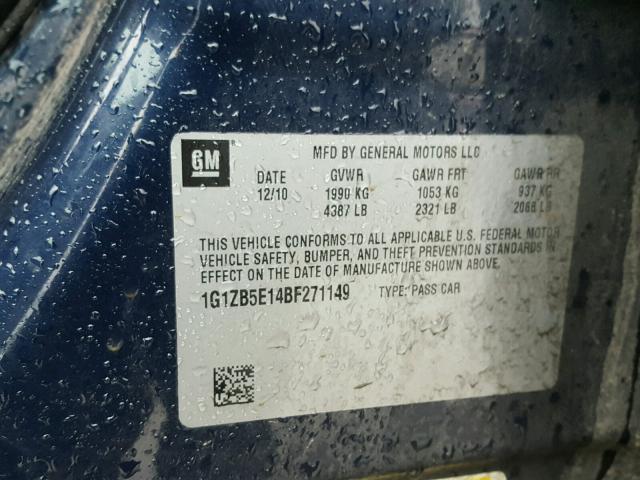 GM
MFD BY GENERAL MOTORS LLC
DATE GVWR GAWR FRT GAWR RR
12/10 1990 KG 1053 KG 937 KG
4387 LB 2321 LB 2066 LB
THIS VEHICLE CONFORMS TO ALL APPLICABLE U.S. FEDERAL MOTOR
VEHICLE SAFETY, BUMPER, AND THEFT PREVENTION STANDARDS IN
EFFECT ON THE DATE OF MANUFACTURE SHOWN ABOVE.
1G1ZB5E14BF271149 TYPE: PASS CAR